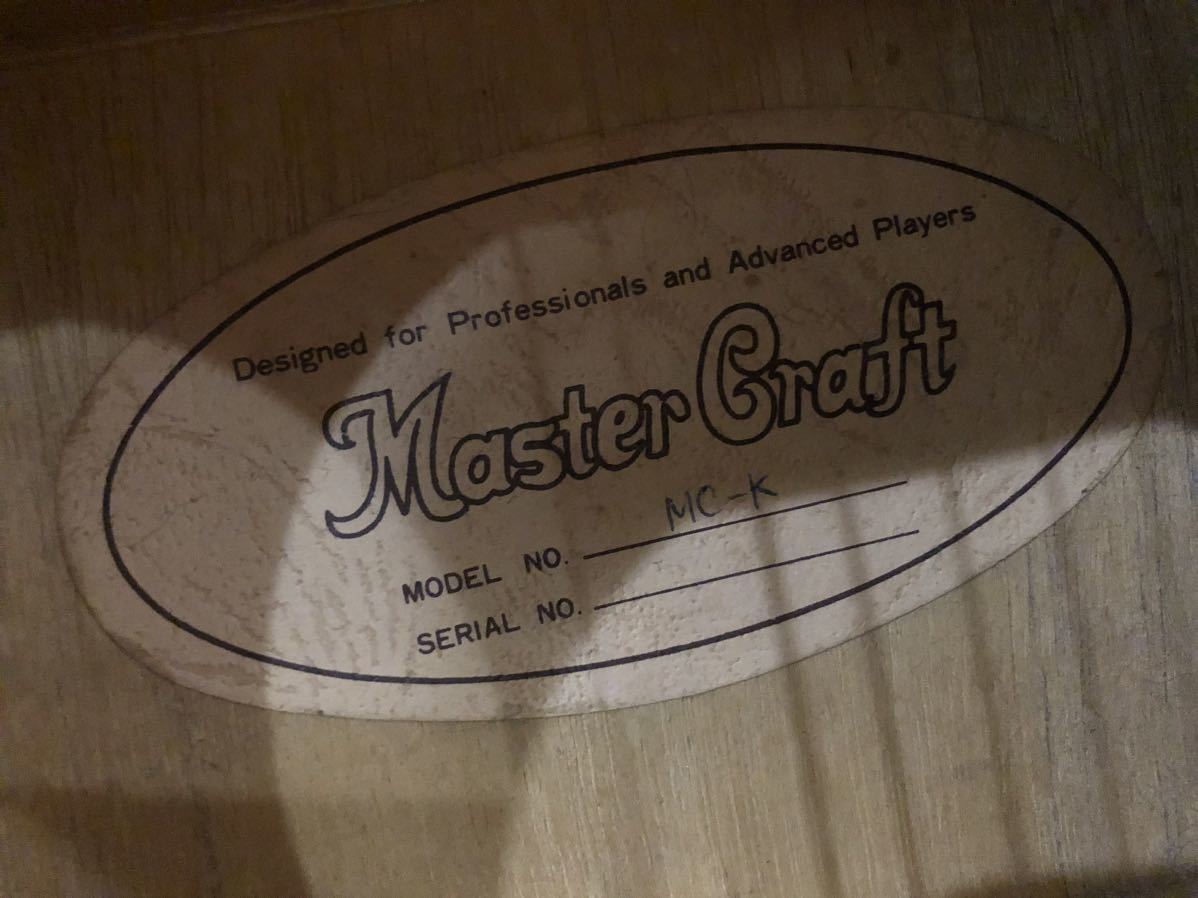 Designed for Professionals and Advanced Players
Master Craft
MODEL NO. MC-K
SERIAL NO.